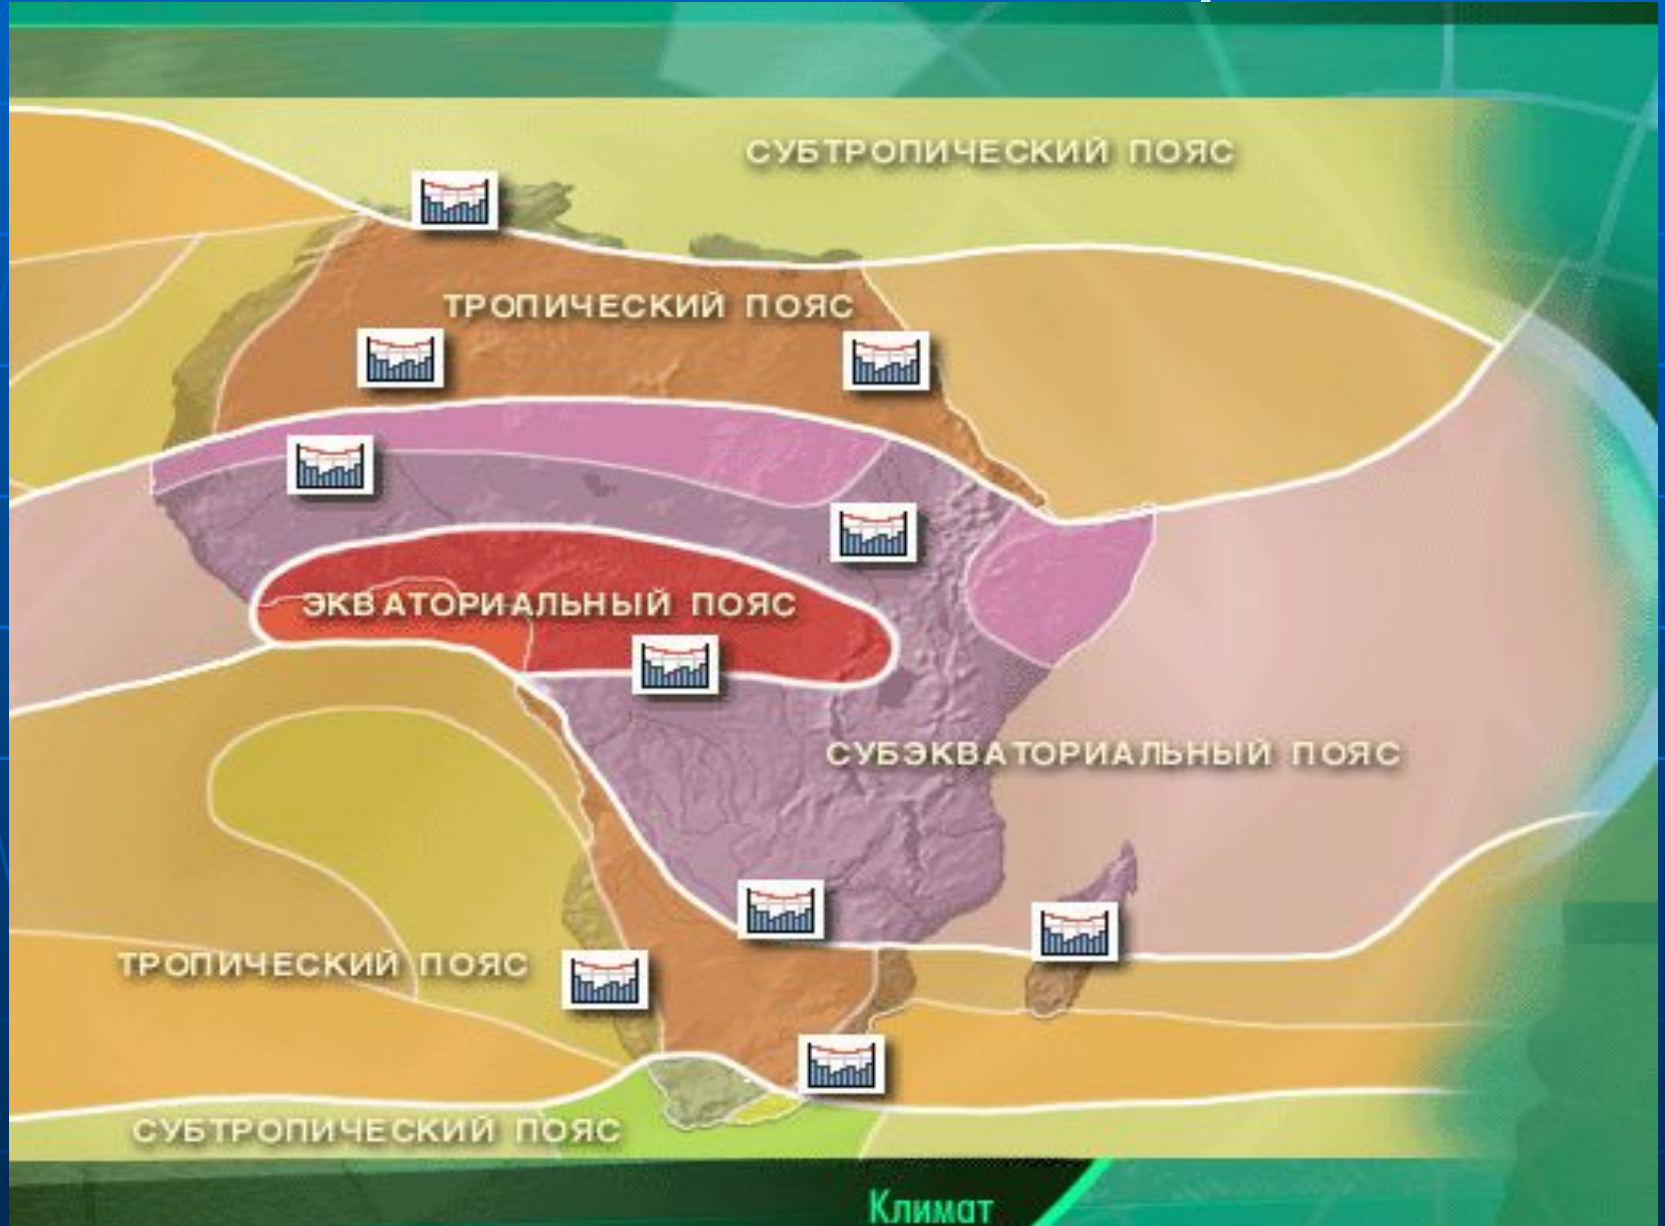 СУБТРОПИЧЕСКИЙ ПОЯС
ТРОПИЧЕСКИЙ ПОЯС
ЭКВАТОРИАЛЬНЫЙ ПОЯС
СУБЭКВАТОРИАЛЬНЫЙ ПОЯС
ТРОПИЧЕСКИЙ ПОЯС
СУБТРОПИЧЕСКИЙ ПОЯС
Климат